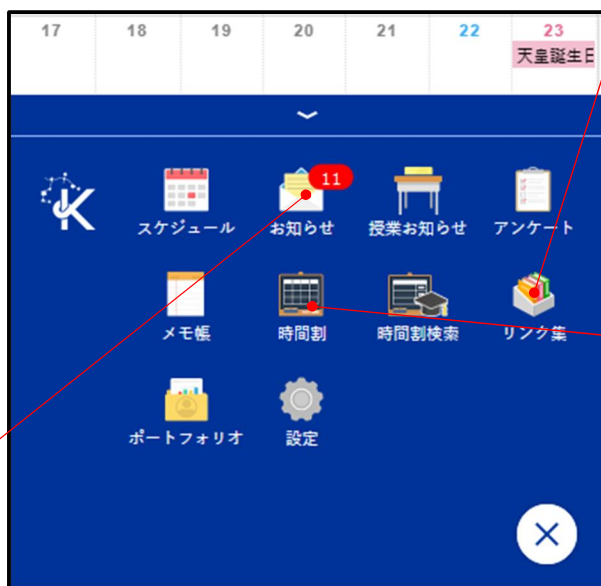 17 18 19 20 21 22 23
天皇誕生日
11
スケジュール お知らせ 授業お知らせ アンケート
メモ帳 時間割 時間割検索 リンク集
ポートフォリオ 設定